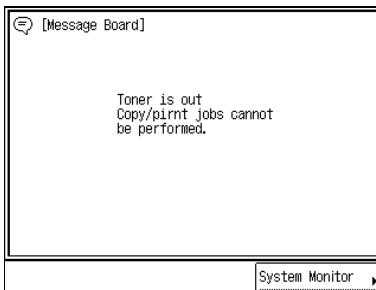 [Message Board]
Toner is out
Copy/pirnt jobs cannot
be performed.
System Monitor